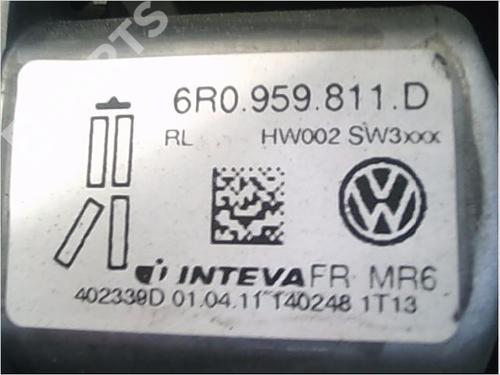 6R0.959.811.D
RL HW002 SW3xxx
INTEVA FR MR6
402339D 01.04.11 140248 1T13